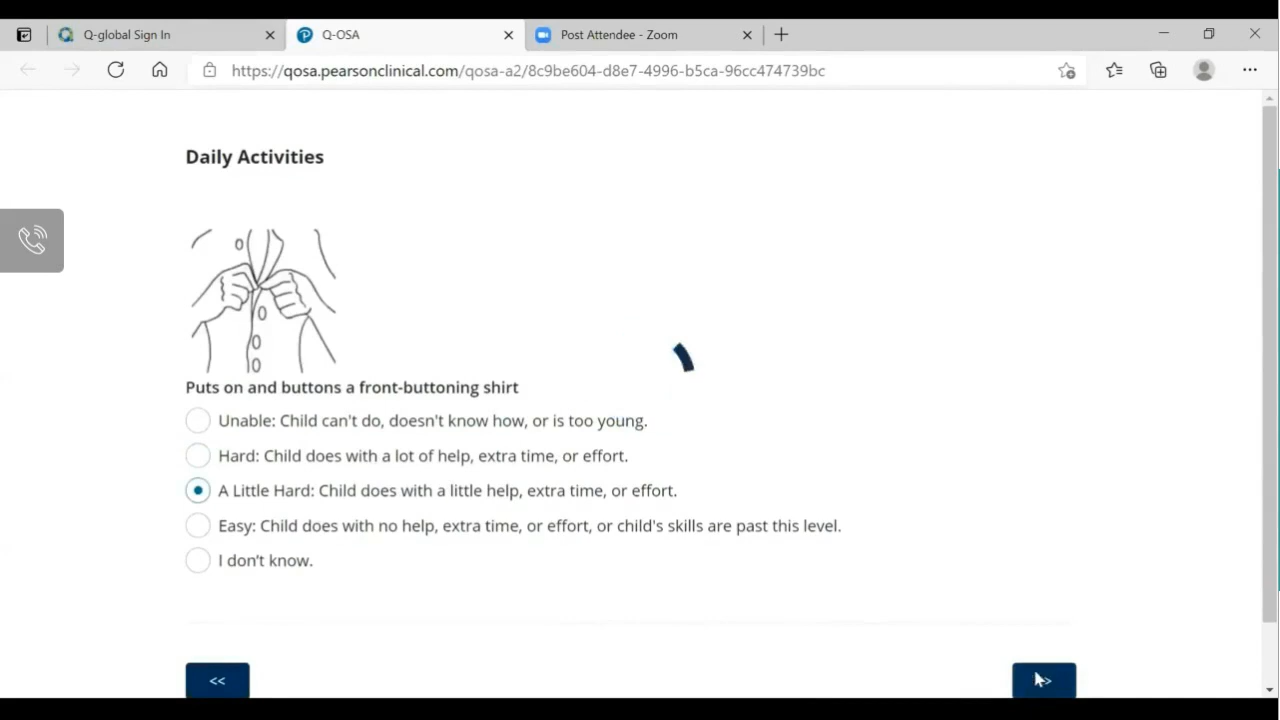 Q-global Sign In
Q-OSA
Post Attendee - Zoom
https://qosa.pearsonclinical.com/qosa-a2/8c9be604-d8e7-4996-b5ca-96cc474739bc
Daily Activities
Puts on and buttons a front-buttoning shirt
Unable: Child can't do, doesn't know how, or is too young.
Hard: Child does with a lot of help, extra time, or effort.
A Little Hard: Child does with a little help, extra time, or effort.
Easy: Child does with no help, extra time, or effort, or child's skills are past this level.
I don't know.
<<
>>